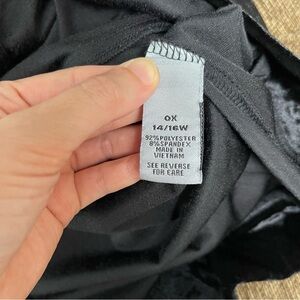 0X
14/16W
92% POLYESTER
8% SPANDEX
MADE IN
VIETNAM
SEE REVERSE
FOR CARE